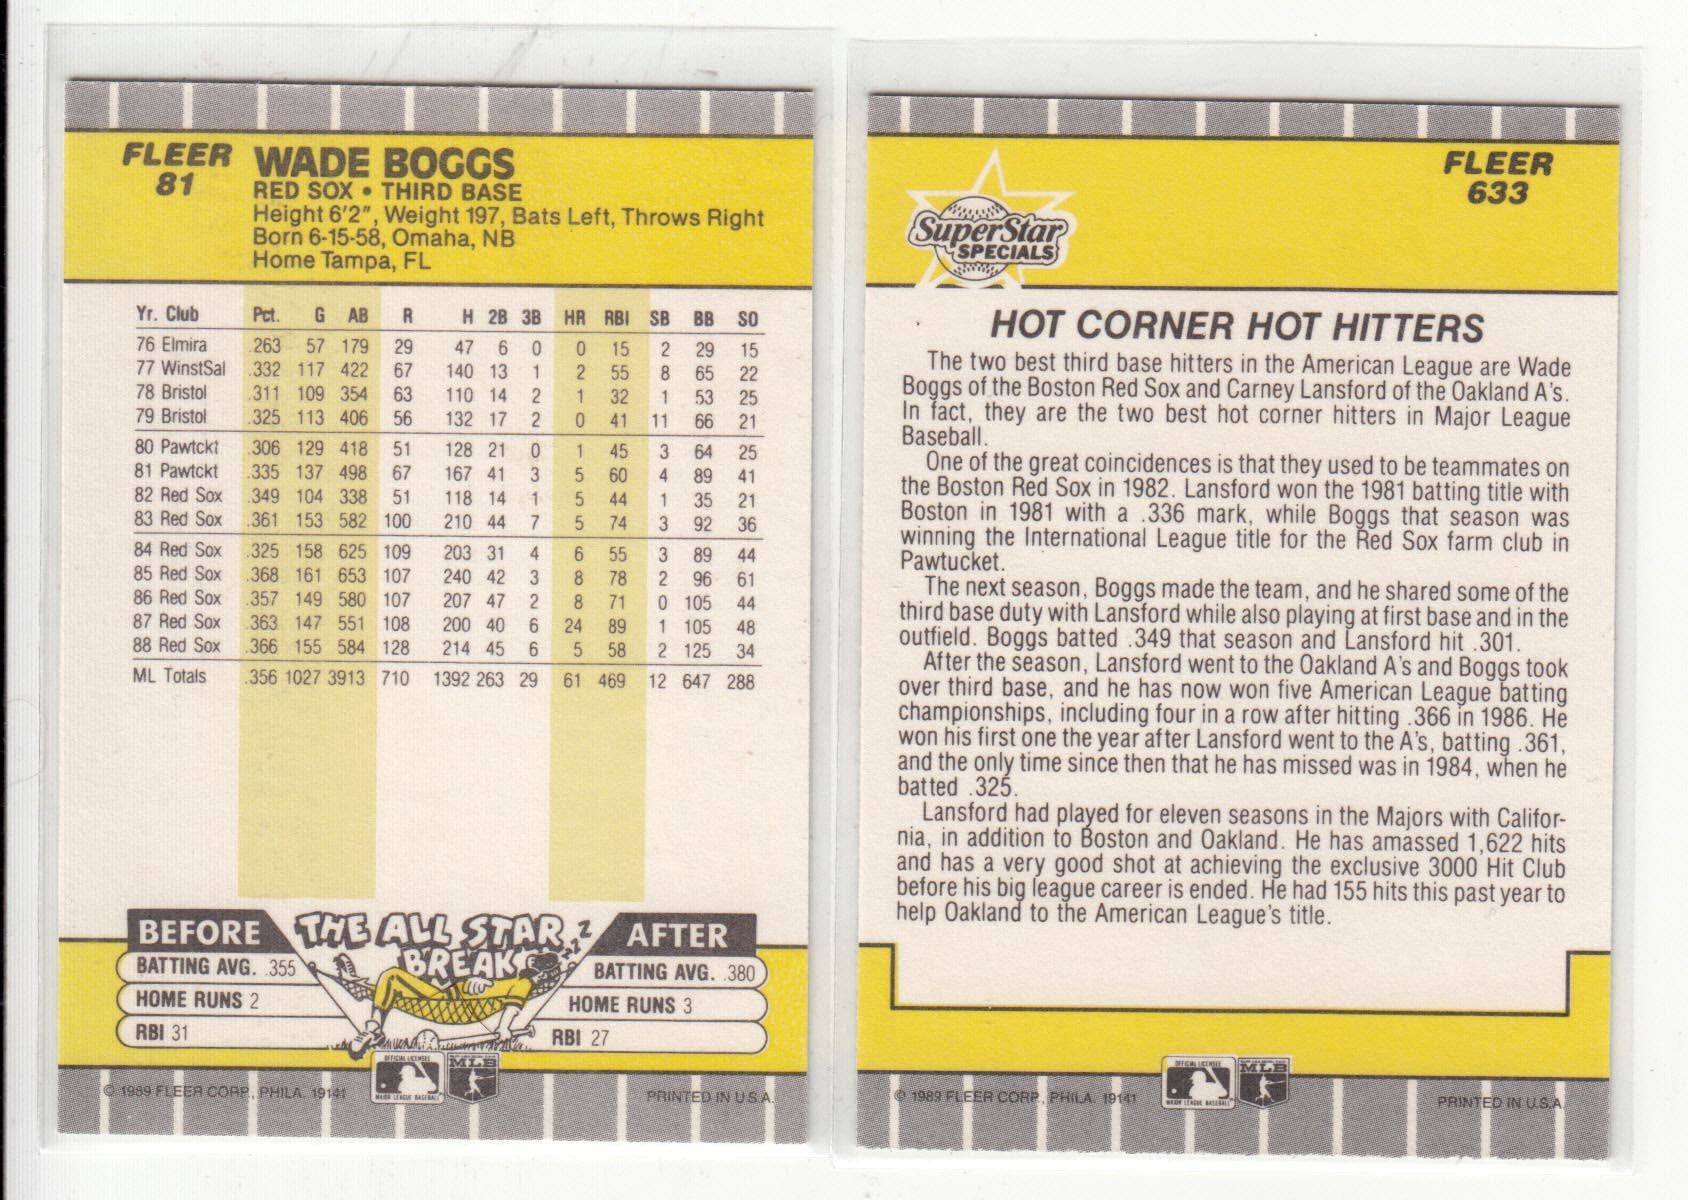 FLEER
81
WADE BOGGS
RED SOX • THIRD BASE
Height 6'2", Weight 197, Bats Left, Throws Right
Born 6-15-58, Omaha, NB
Home Tampa, FL
Yr. Club Pct. G AB R H 2B 3B HR RBI SB BB SO
76 Elmira .263 57 179 29 47 6 0 0 15 2 29 15
77 WinstSal .332 117 422 67 140 13 1 2 55 8 65 22
78 Bristol .311 109 354 63 110 14 2 1 32 1 53 25
79 Bristol .325 113 406 56 132 17 2 0 41 11 66 21
80 Pawtckt .306 129 418 51 128 21 0 1 45 3 64 25
81 Pawtckt .335 137 498 67 167 41 3 5 60 4 89 41
82 Red Sox .349 104 338 51 118 14 1 5 44 1 35 21
83 Red Sox .361 153 582 100 210 44 7 5 74 3 92 36
84 Red Sox .325 158 625 109 203 31 4 6 55 3 89 44
85 Red Sox .368 161 653 107 240 42 3 8 78 2 96 61
86 Red Sox .357 149 580 107 207 47 2 8 71 0 105 44
87 Red Sox .363 147 551 108 200 40 6 24 89 1 105 48
88 Red Sox .366 155 584 128 214 45 6 5 58 2 125 34
ML Totals .356 1027 3913 710 1392 263 29 61 469 12 647 288
BEFORE THE ALL STAR BREAK ZZZZ AFTER
BATTING AVG. .355 BATTING AVG. .380
HOME RUNS 2 HOME RUNS 3
RBI 31 RBI 27
OFFICIAL LICENSEE
MAJOR LEAGUE BASEBALL
MLB
© 1989 FLEER CORP., PHILA. 19141 PRINTED IN U.S.A.
FLEER
633
SuperStar
SPECIALS
HOT CORNER HOT HITTERS
The two best third base hitters in the American League are Wade
Boggs of the Boston Red Sox and Carney Lansford of the Oakland A's.
In fact, they are the two best hot corner hitters in Major League
Baseball.
One of the great coincidences is that they used to be teammates on
the Boston Red Sox in 1982. Lansford won the 1981 batting title with
Boston in 1981 with a .336 mark, while Boggs that season was
winning the International League title for the Red Sox farm club in
Pawtucket.
The next season, Boggs made the team, and he shared some of the
third base duty with Lansford while also playing at first base and in the
outfield. Boggs batted .349 that season and Lansford hit .301.
After the season, Lansford went to the Oakland A's and Boggs took
over third base, and he has now won five American League batting
championships, including four in a row after hitting .366 in 1986. He
won his first one the year after Lansford went to the A's, batting .361,
and the only time since then that he has missed was in 1984, when he
batted .325.
Lansford had played for eleven seasons in the Majors with Califor-
nia, in addition to Boston and Oakland. He has amassed 1,622 hits
and has a very good shot at achieving the exclusive 3000 Hit Club
before his big league career is ended. He had 155 hits this past year to
help Oakland to the American League's title.
OFFICIAL LICENSEE
MAJOR LEAGUE BASEBALL
MLB
© 1989 FLEER CORP., PHILA. 19141 PRINTED IN U.S.A.